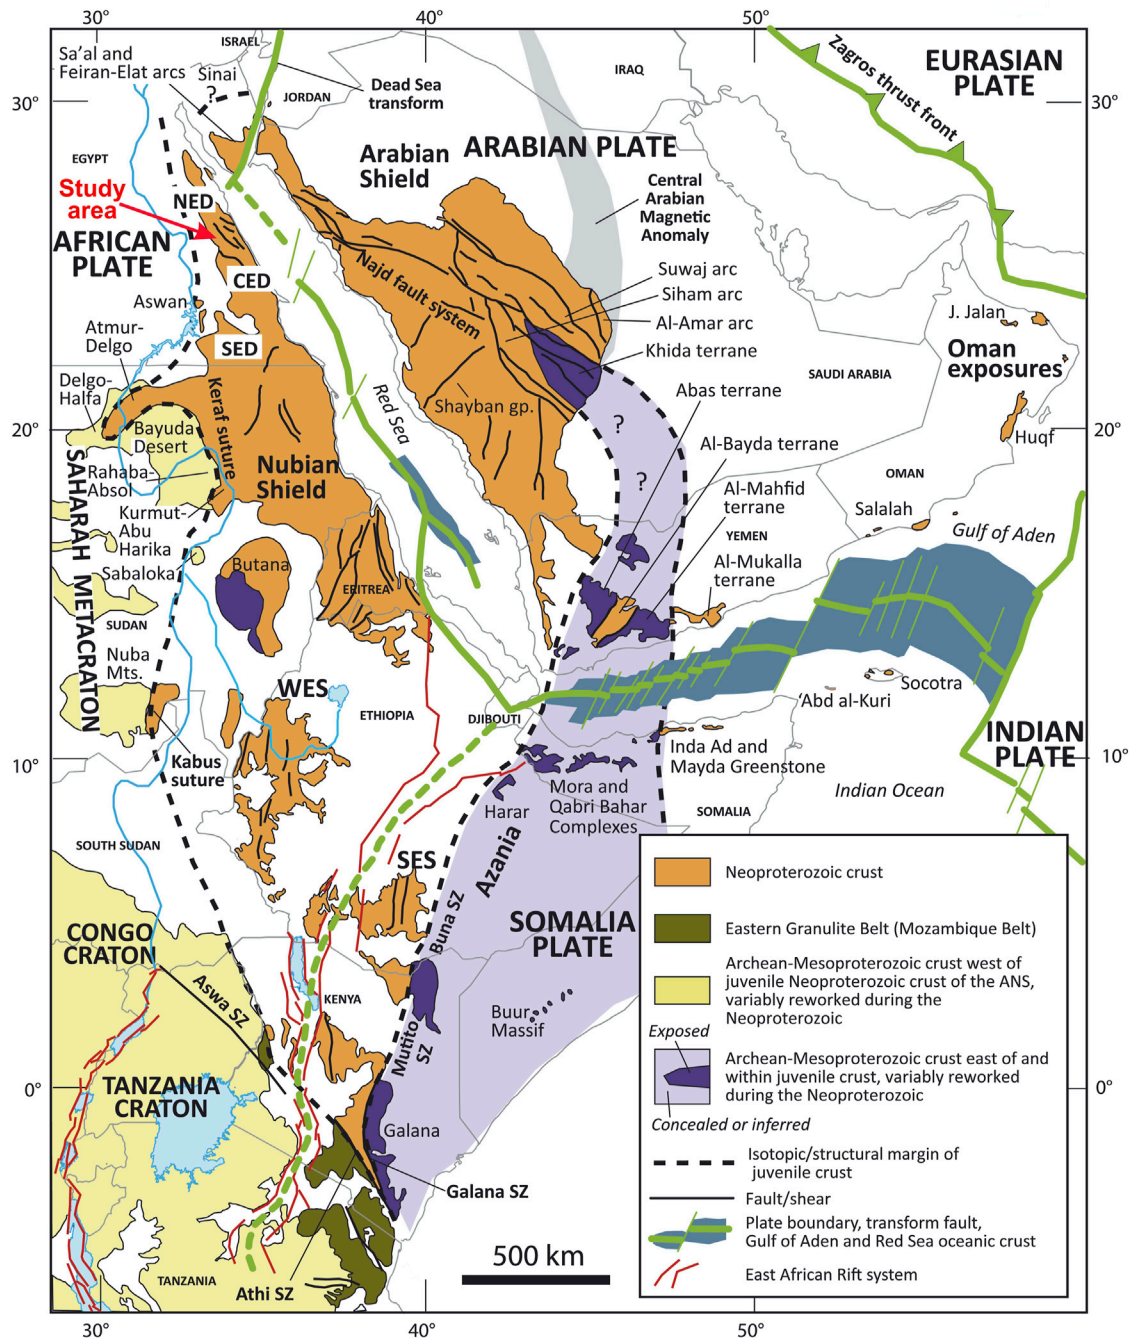 30°
40°
50°
Sa'al and
Feiran-Elat arcs
ISRAEL
Sinai
?
JORDAN
Dead Sea
transform
IRAQ
Zagros thrust front
EURASIAN
PLATE
30°
30°
EGYPT
Arabian
Shield
ARABIAN PLATE
Central
Arabian
Magnetic
Anomaly
Study
area
NED
AFRICAN
PLATE
CED
Najd fault system
Suwaj arc
Siham arc
Al-Amar arc
Khida terrane
Aswan
Atmur-
Delgo
SED
J. Jalan
Oman
exposures
SAUDI ARABIA
Delgo-
Halfa
Keraf suture
Red Sea
Shayban gp.
Abas terrane
20°
20°
Bayuda
Desert
?
Al-Bayda terrane
Huqf
SAHARAH METACRATON
Rahaba-
Absol
Nubian
Shield
?
Al-Mahfid
terrane
OMAN
Salalah
Kurmut-
Abu
Harika
YEMEN
Gulf of Aden
Sabaloka
Butana
ERITREA
Al-Mukalla
terrane
SUDAN
Nuba
Mts.
WES
ETHIOPIA
DJIBOUTI
Socotra
'Abd al-Kuri
INDIAN
PLATE
10°
10°
Kabus
suture
Inda Ad and
Mayda Greenstone
Harar
Mora and
Qabri Bahar
Complexes
Indian Ocean
SOMALIA
SOUTH SUDAN
SES
Azania
Buna SZ
SOMALIA
PLATE
CONGO
CRATON
Aswa SZ
KENYA
Mutito
SZ
Buur
Massif
0°
0°
TANZANIA
CRATON
Galana
Galana SZ
500 km
TANZANIA
Athi SZ
Neoproterozoic crust
Eastern Granulite Belt (Mozambique Belt)
Archean-Mesoproterozoic crust west of
juvenile Neoproterozoic crust of the ANS,
variably reworked during the
Neoproterozoic
Exposed
Archean-Mesoproterozoic crust east of and
within juvenile crust, variably reworked
during the Neoproterozoic
Concealed or inferred
Isotopic/structural margin of
juvenile crust
Fault/shear
Plate boundary, transform fault,
Gulf of Aden and Red Sea oceanic crust
East African Rift system
30°
40°
50°